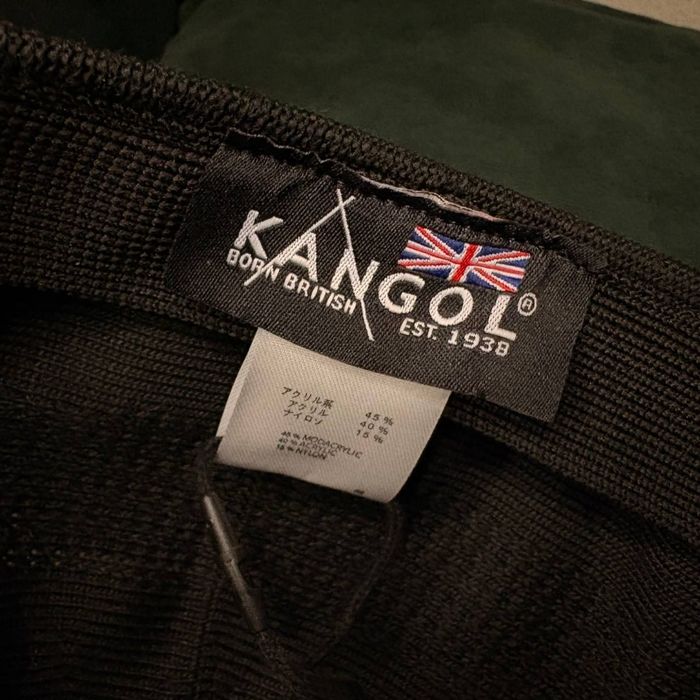 KANGOL®
BORN BRITISH
EST. 1938
アクリル系 45%
アクリル 40%
ナイロン 15%
45% MODACRYLIC
40% ACRYLIC
15% NYLON